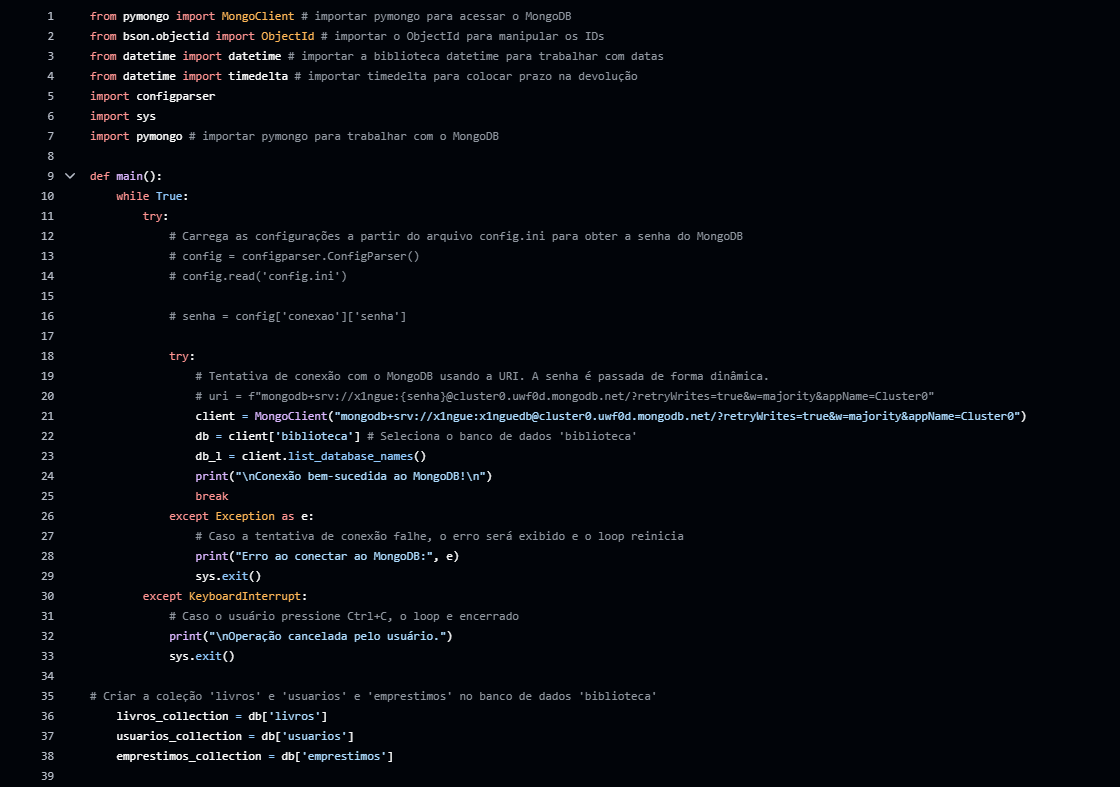 1 from pymongo import MongoClient # importar pymongo para acessar o MongoDB
2 from bson.objectid import ObjectId # importar o ObjectId para manipular os IDs
3 from datetime import datetime # importar a biblioteca datetime para trabalhar com datas
4 from datetime import timedelta # importar timedelta para colocar prazo na devolução
5 import configparser
6 import sys
7 import pymongo # importar pymongo para trabalhar com o MongoDB
8
9 def main():
10     while True:
11         try:
12             # Carrega as configurações a partir do arquivo config.ini para obter a senha do MongoDB
13             # config = configparser.ConfigParser()
14             # config.read('config.ini')
15
16             # senha = config['conexao']['senha']
17
18             try:
19                 # Tentativa de conexão com o MongoDB usando a URI. A senha é passada de forma dinâmica.
20                 # uri = f"mongodb+srv://x1ngue:{senha}@cluster0.uwf0d.mongodb.net/?retryWrites=true&w=majority&appName=Cluster0"
21                 client = MongoClient("mongodb+srv://x1ngue:x1nguedb@cluster0.uwf0d.mongodb.net/?retryWrites=true&w=majority&appName=Cluster0")
22                 db = client['biblioteca'] # Seleciona o banco de dados 'biblioteca'
23                 db_l = client.list_database_names()
24                 print("\nConexão bem-sucedida ao MongoDB!\n")
25                 break
26             except Exception as e:
27                 # Caso a tentativa de conexão falhe, o erro será exibido e o loop reinicia
28                 print("Erro ao conectar ao MongoDB:", e)
29                 sys.exit()
30         except KeyboardInterrupt:
31             # Caso o usuário pressione Ctrl+C, o loop e encerrado
32             print("\nOperação cancelada pelo usuário.")
33             sys.exit()
34
35 # Criar a coleção 'livros' e 'usuarios' e 'emprestimos' no banco de dados 'biblioteca'
36     livros_collection = db['livros']
37     usuarios_collection = db['usuarios']
38     emprestimos_collection = db['emprestimos']
39